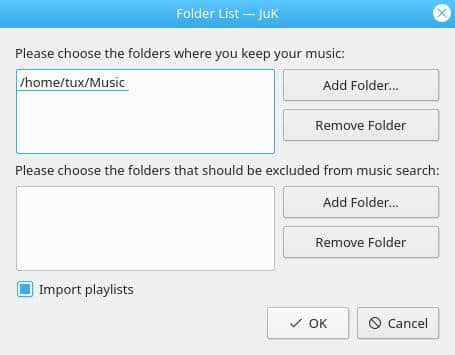 Folder List — JuK
Please choose the folders where you keep your music:
/home/tux/Music
Add Folder...
Remove Folder
Please choose the folders that should be excluded from music search:
Add Folder...
Remove Folder
Import playlists
OK
Cancel